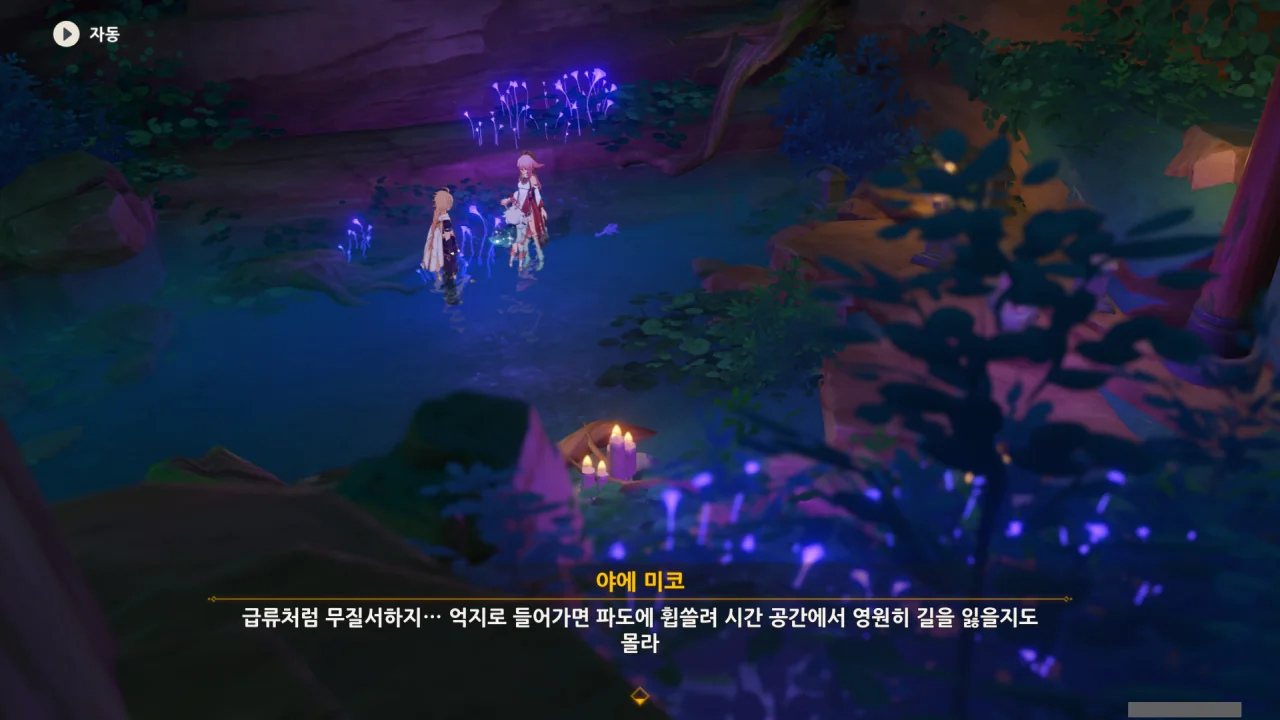 자동
야에 미코
급류처럼 무질서하지… 억지로 들어가면 파도에 휩쓸려 시간 공간에서 영원히 길을 잃을지도
몰라